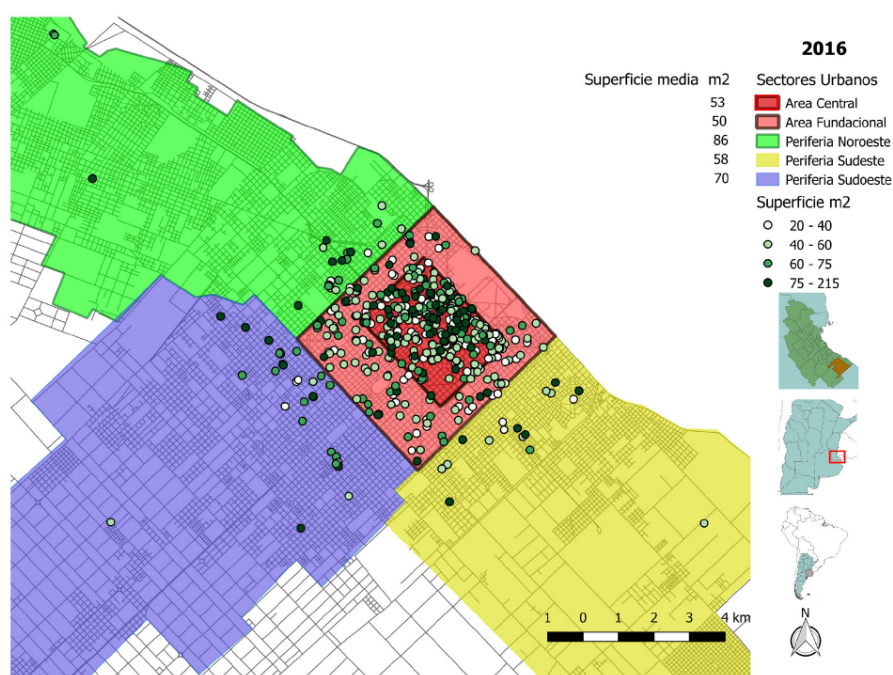 2016
Superficie media m2 Sectores Urbanos
53 Area Central
50 Area Fundacional
86 Periferia Noroeste
58 Periferia Sudeste
70 Periferia Sudoeste
Superficie m2
20 - 40
40 - 60
60 - 75
75 - 215
1 0 1 2 3 4 km
N